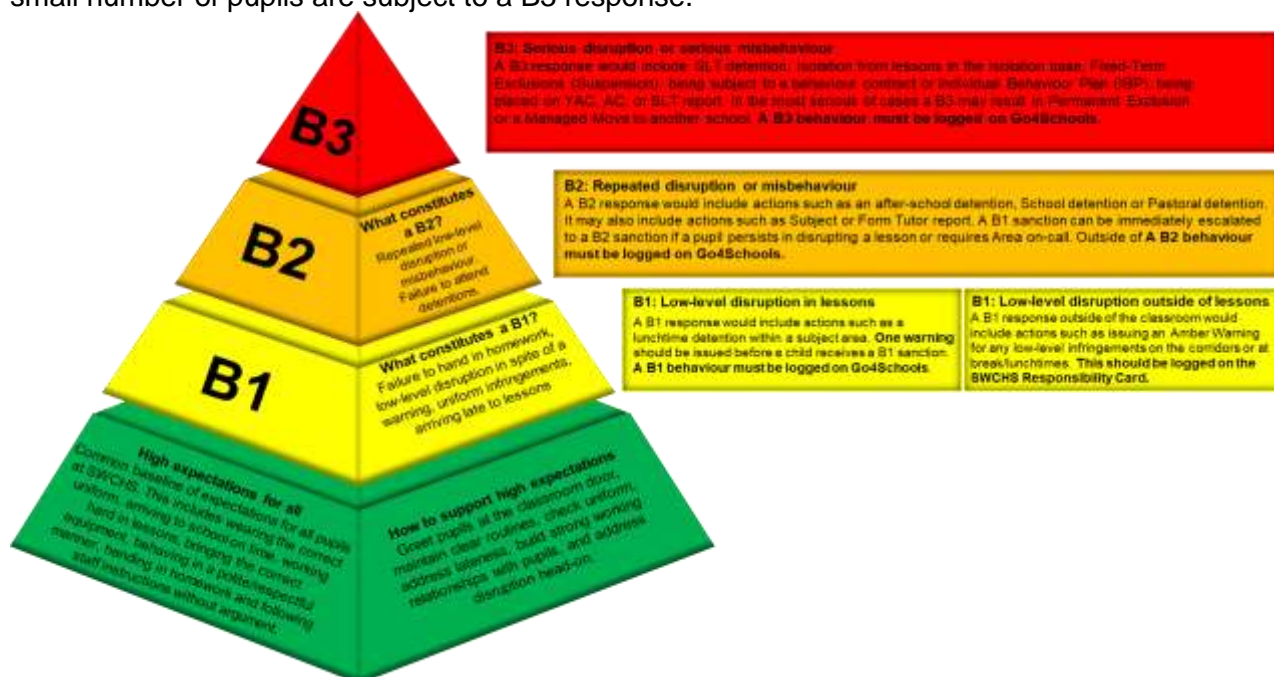 small number of pupils are subject to a B3 response.
B3
B3: Serious disruption or serious misbehaviour
A B3 response would include SLT detention, Isolation from lessons in the isolation base, Fixed-Term
Exclusions (Suspension), being subject to a behaviour contract or Individual Behaviour Plan (IBP), being
placed on YAC, AC, or SLT report. In the most serious of cases a B3 may result in Permanent Exclusion
or a Managed Move to another school. A B3 behaviour must be logged on Go4Schools.
B2
What constitutes
a B2?
Repeated low-level
disruption or
misbehaviour.
Failure to attend
detentions.
B2: Repeated disruption or misbehaviour
A B2 response would include actions such as an after-school detention, School detention or Pastoral detention.
It may also include actions such as Subject or Form Tutor report. A B1 sanction can be immediately escalated
to a B2 sanction if a pupil persists in disrupting a lesson or requires Area on-call. Outside of A B2 behaviour
must be logged on Go4Schools.
B1
What constitutes a B1?
Failure to hand in homework,
low-level disruption in spite of a
warning, uniform infringements,
arriving late to lessons
B1: Low-level disruption in lessons
A B1 response would include actions such as a
lunchtime detention within a subject area. One warning
should be issued before a child receives a B1 sanction.
A B1 behaviour must be logged on Go4Schools.
B1: Low-level disruption outside of lessons
A B1 response outside of the classroom would
include actions such as issuing an Amber Warning
for any low-level infringements on the corridors or at
break/lunchtimes. This should be logged on the
SWCHS Responsibility Card.
High expectations for all
Common baseline of expectations for all pupils
at SWCHS. This includes wearing the correct
uniform, arriving to school on time, working
hard in lessons, bringing the correct
equipment, behaving in a polite/respectful
manner, handing in homework and following
staff instructions without argument.
How to support high expectations
Greet pupils at the classroom door,
maintain clear routines, check uniform,
address lateness, build strong working
relationships with pupils, and address
disruption head-on.